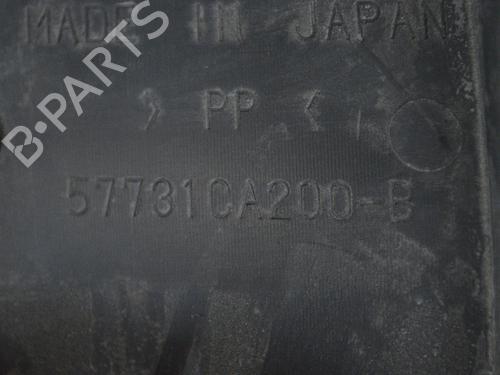 MADE IN JAPAN
> PP <
57731CA200-B
B-PARTS